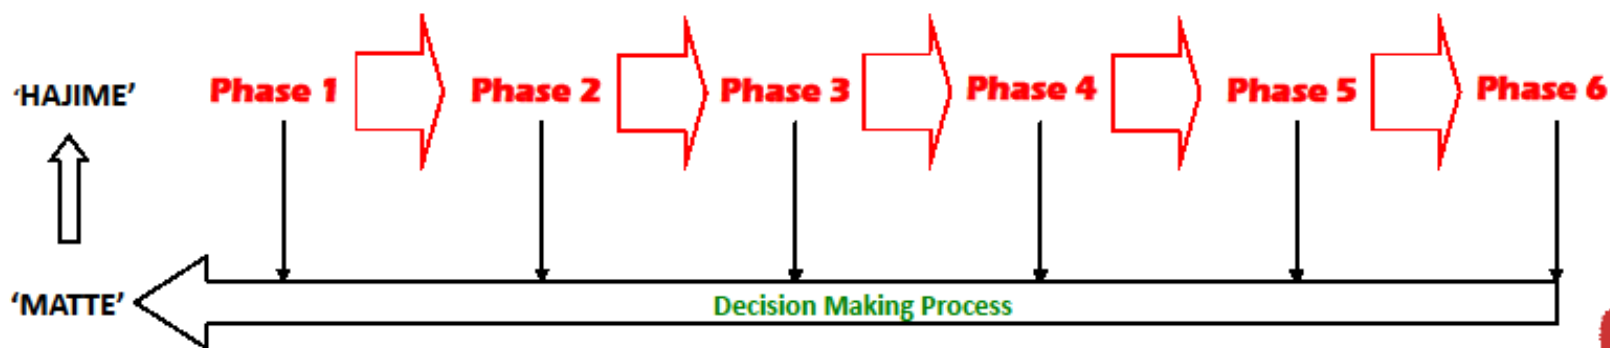 ‘HAJIME’ Phase 1 Phase 2 Phase 3 Phase 4 Phase 5 Phase 6
‘MATTE’ Decision Making Process